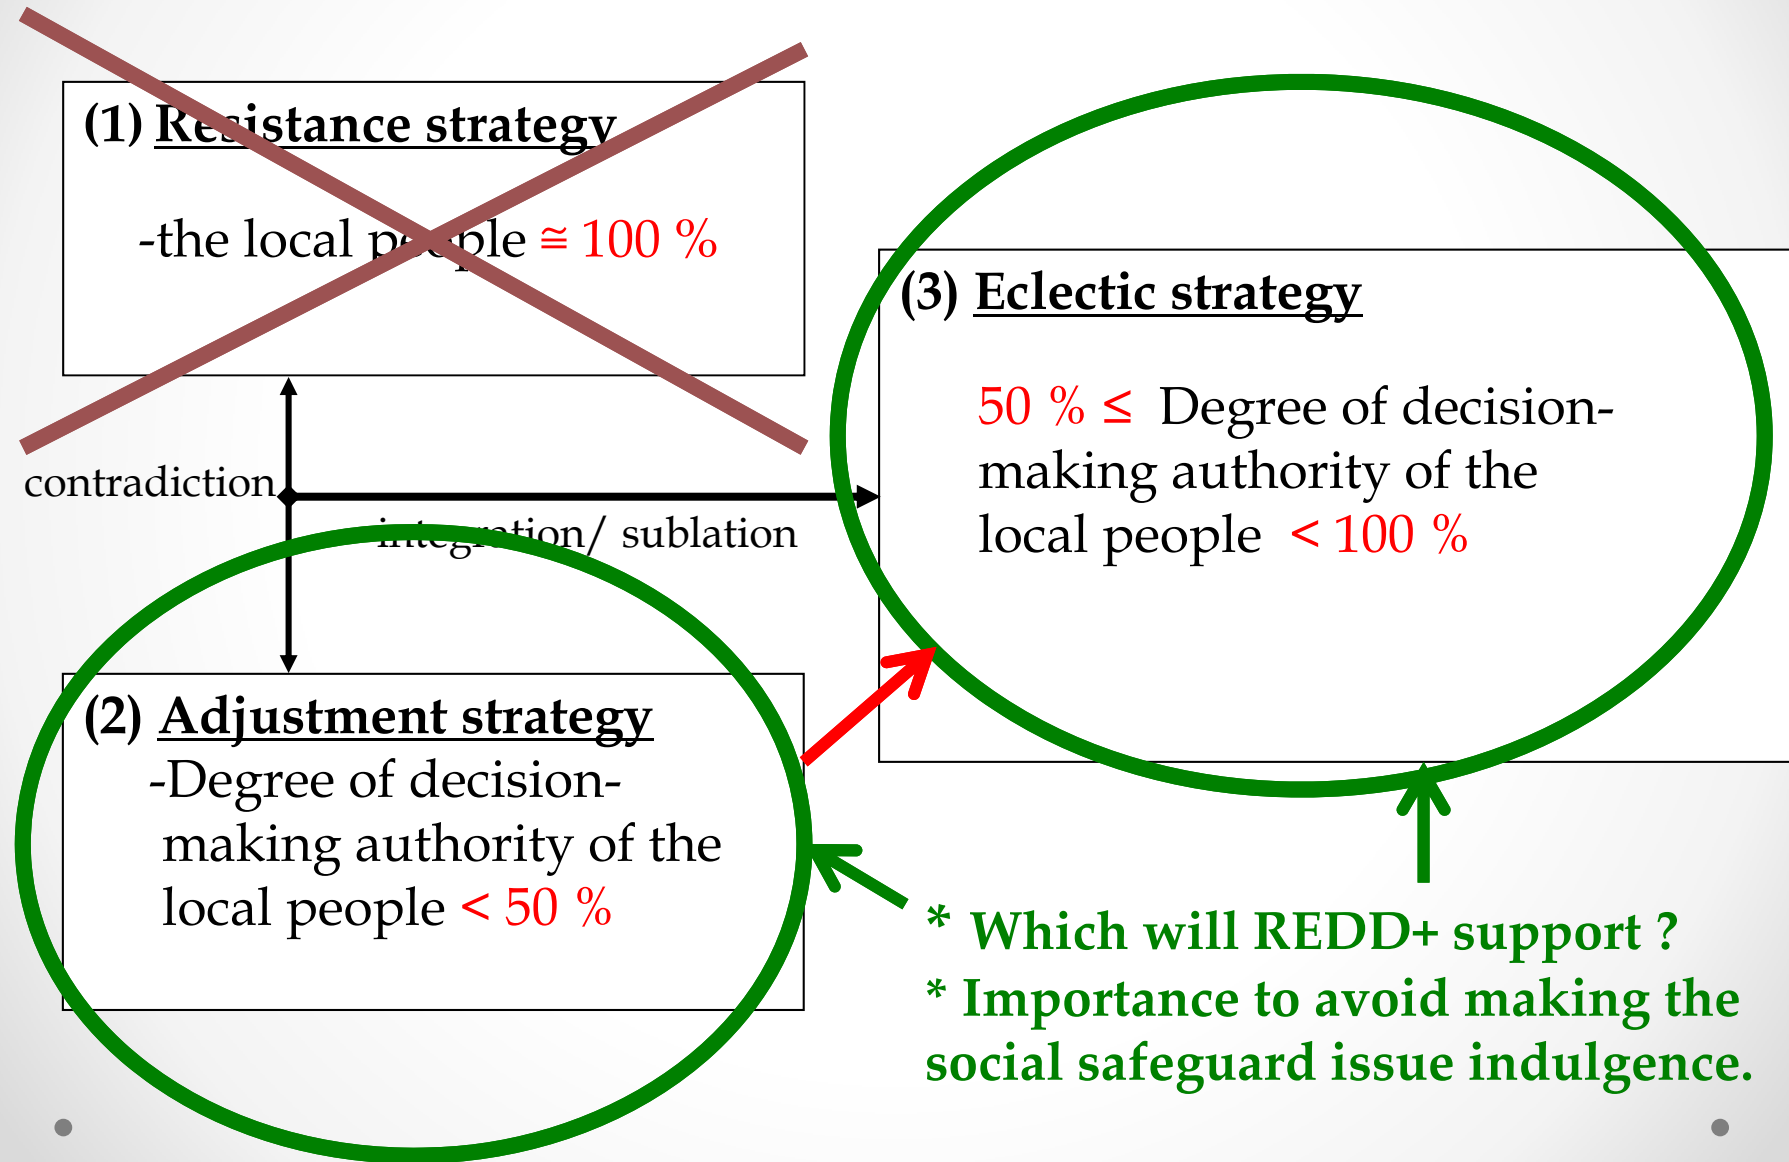 (1) Resistance strategy
-the local people ≅ 100 %
contradiction
integration/ sublation
(2) Adjustment strategy
-Degree of decision-
making authority of the
local people < 50 %
(3) Eclectic strategy
50 % ≤ Degree of decision-
making authority of the
local people < 100 %
* Which will REDD+ support ?
* Importance to avoid making the
social safeguard issue indulgence.